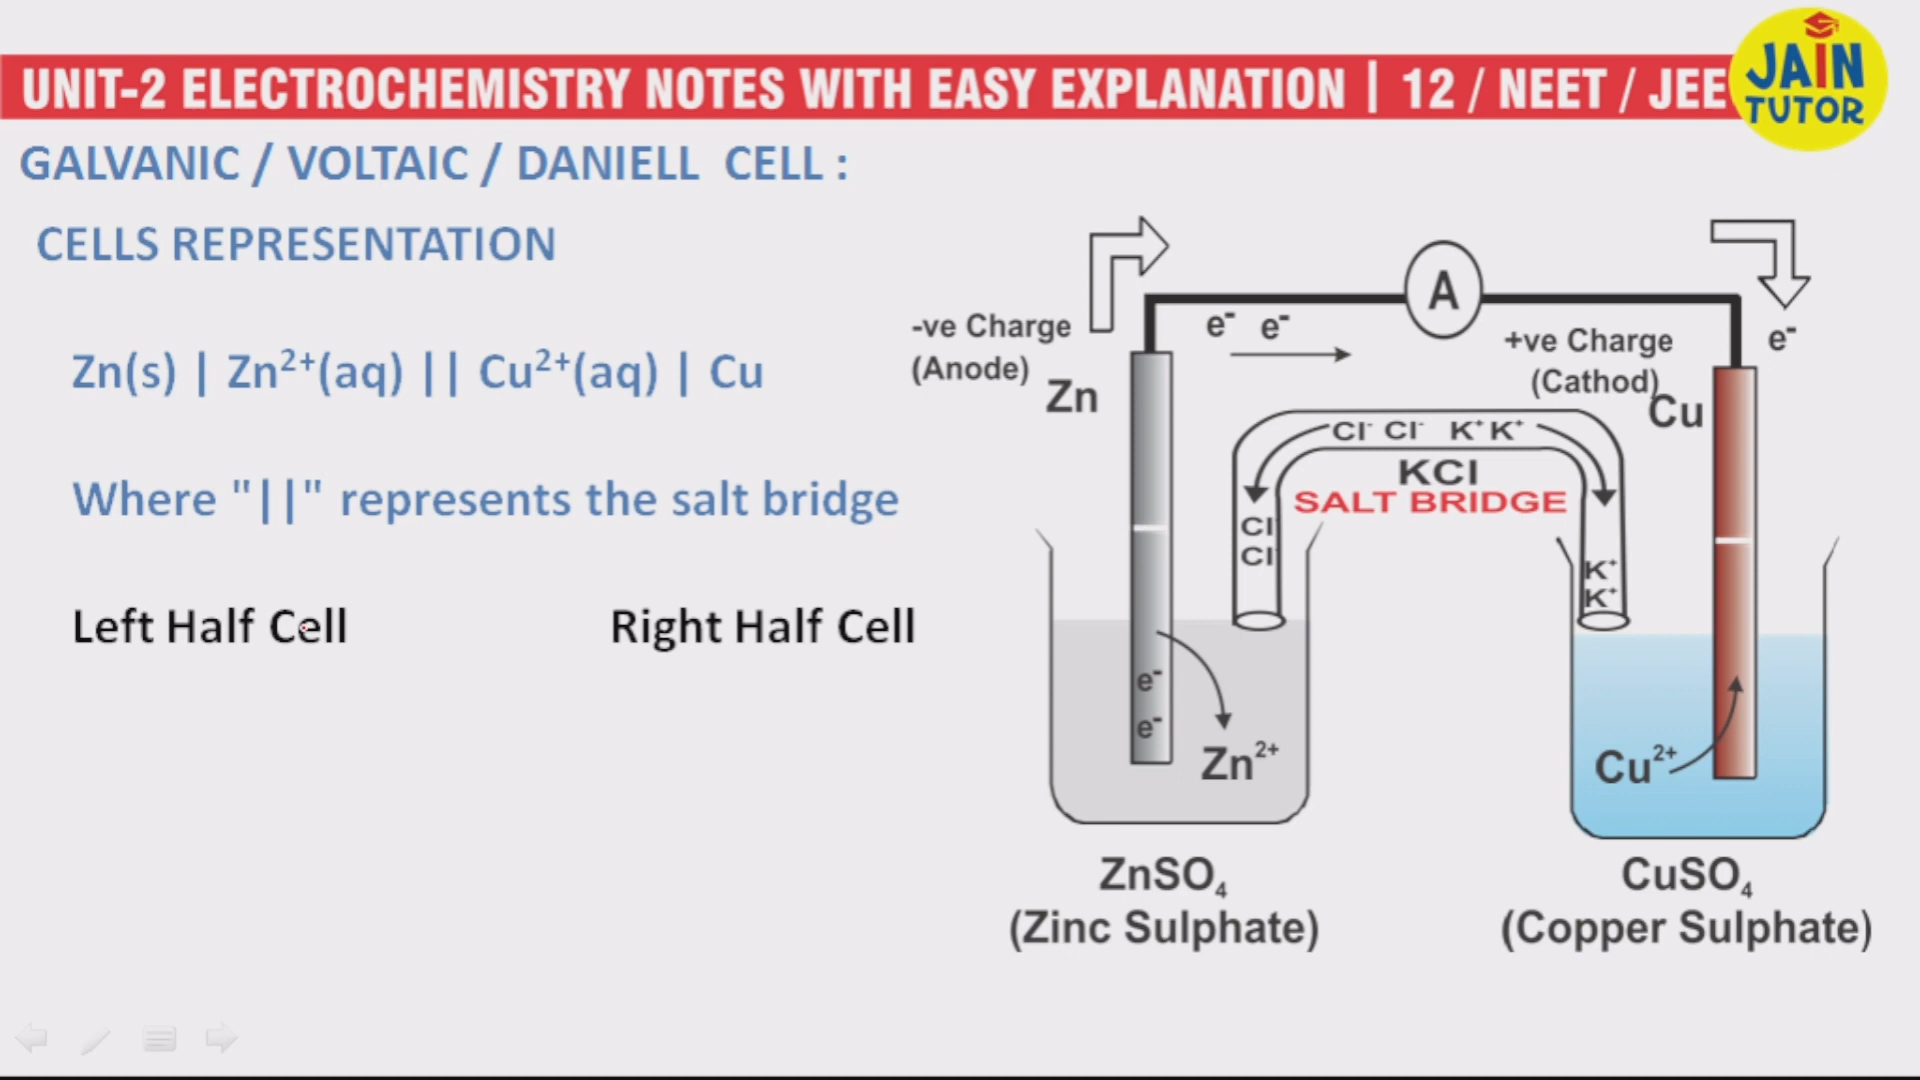 UNIT-2 ELECTROCHEMISTRY NOTES WITH EASY EXPLANATION | 12 / NEET / JEE
JAIN
TUTOR
GALVANIC / VOLTAIC / DANIELL CELL :
CELLS REPRESENTATION
Zn(s) | Zn²⁺(aq) || Cu²⁺(aq) | Cu
Where "||" represents the salt bridge
Left Half Cell
Right Half Cell
A
e⁻ e⁻
-ve Charge
(Anode)
Zn
+ve Charge
(Cathod)
Cu
e⁻
Cl⁻ Cl⁻ K⁺ K⁺
KCl
SALT BRIDGE
Cl⁻
Cl⁻
K⁺
K⁺
e⁻
e⁻
Zn²⁺
Cu²⁺
ZnSO₄
(Zinc Sulphate)
CuSO₄
(Copper Sulphate)